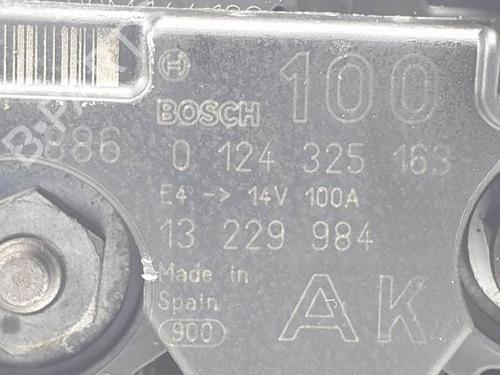 BOSCH 100
886 0 124 325 163
E4 -> 14V 100A
13 229 984
Made in
Spain
900
AK